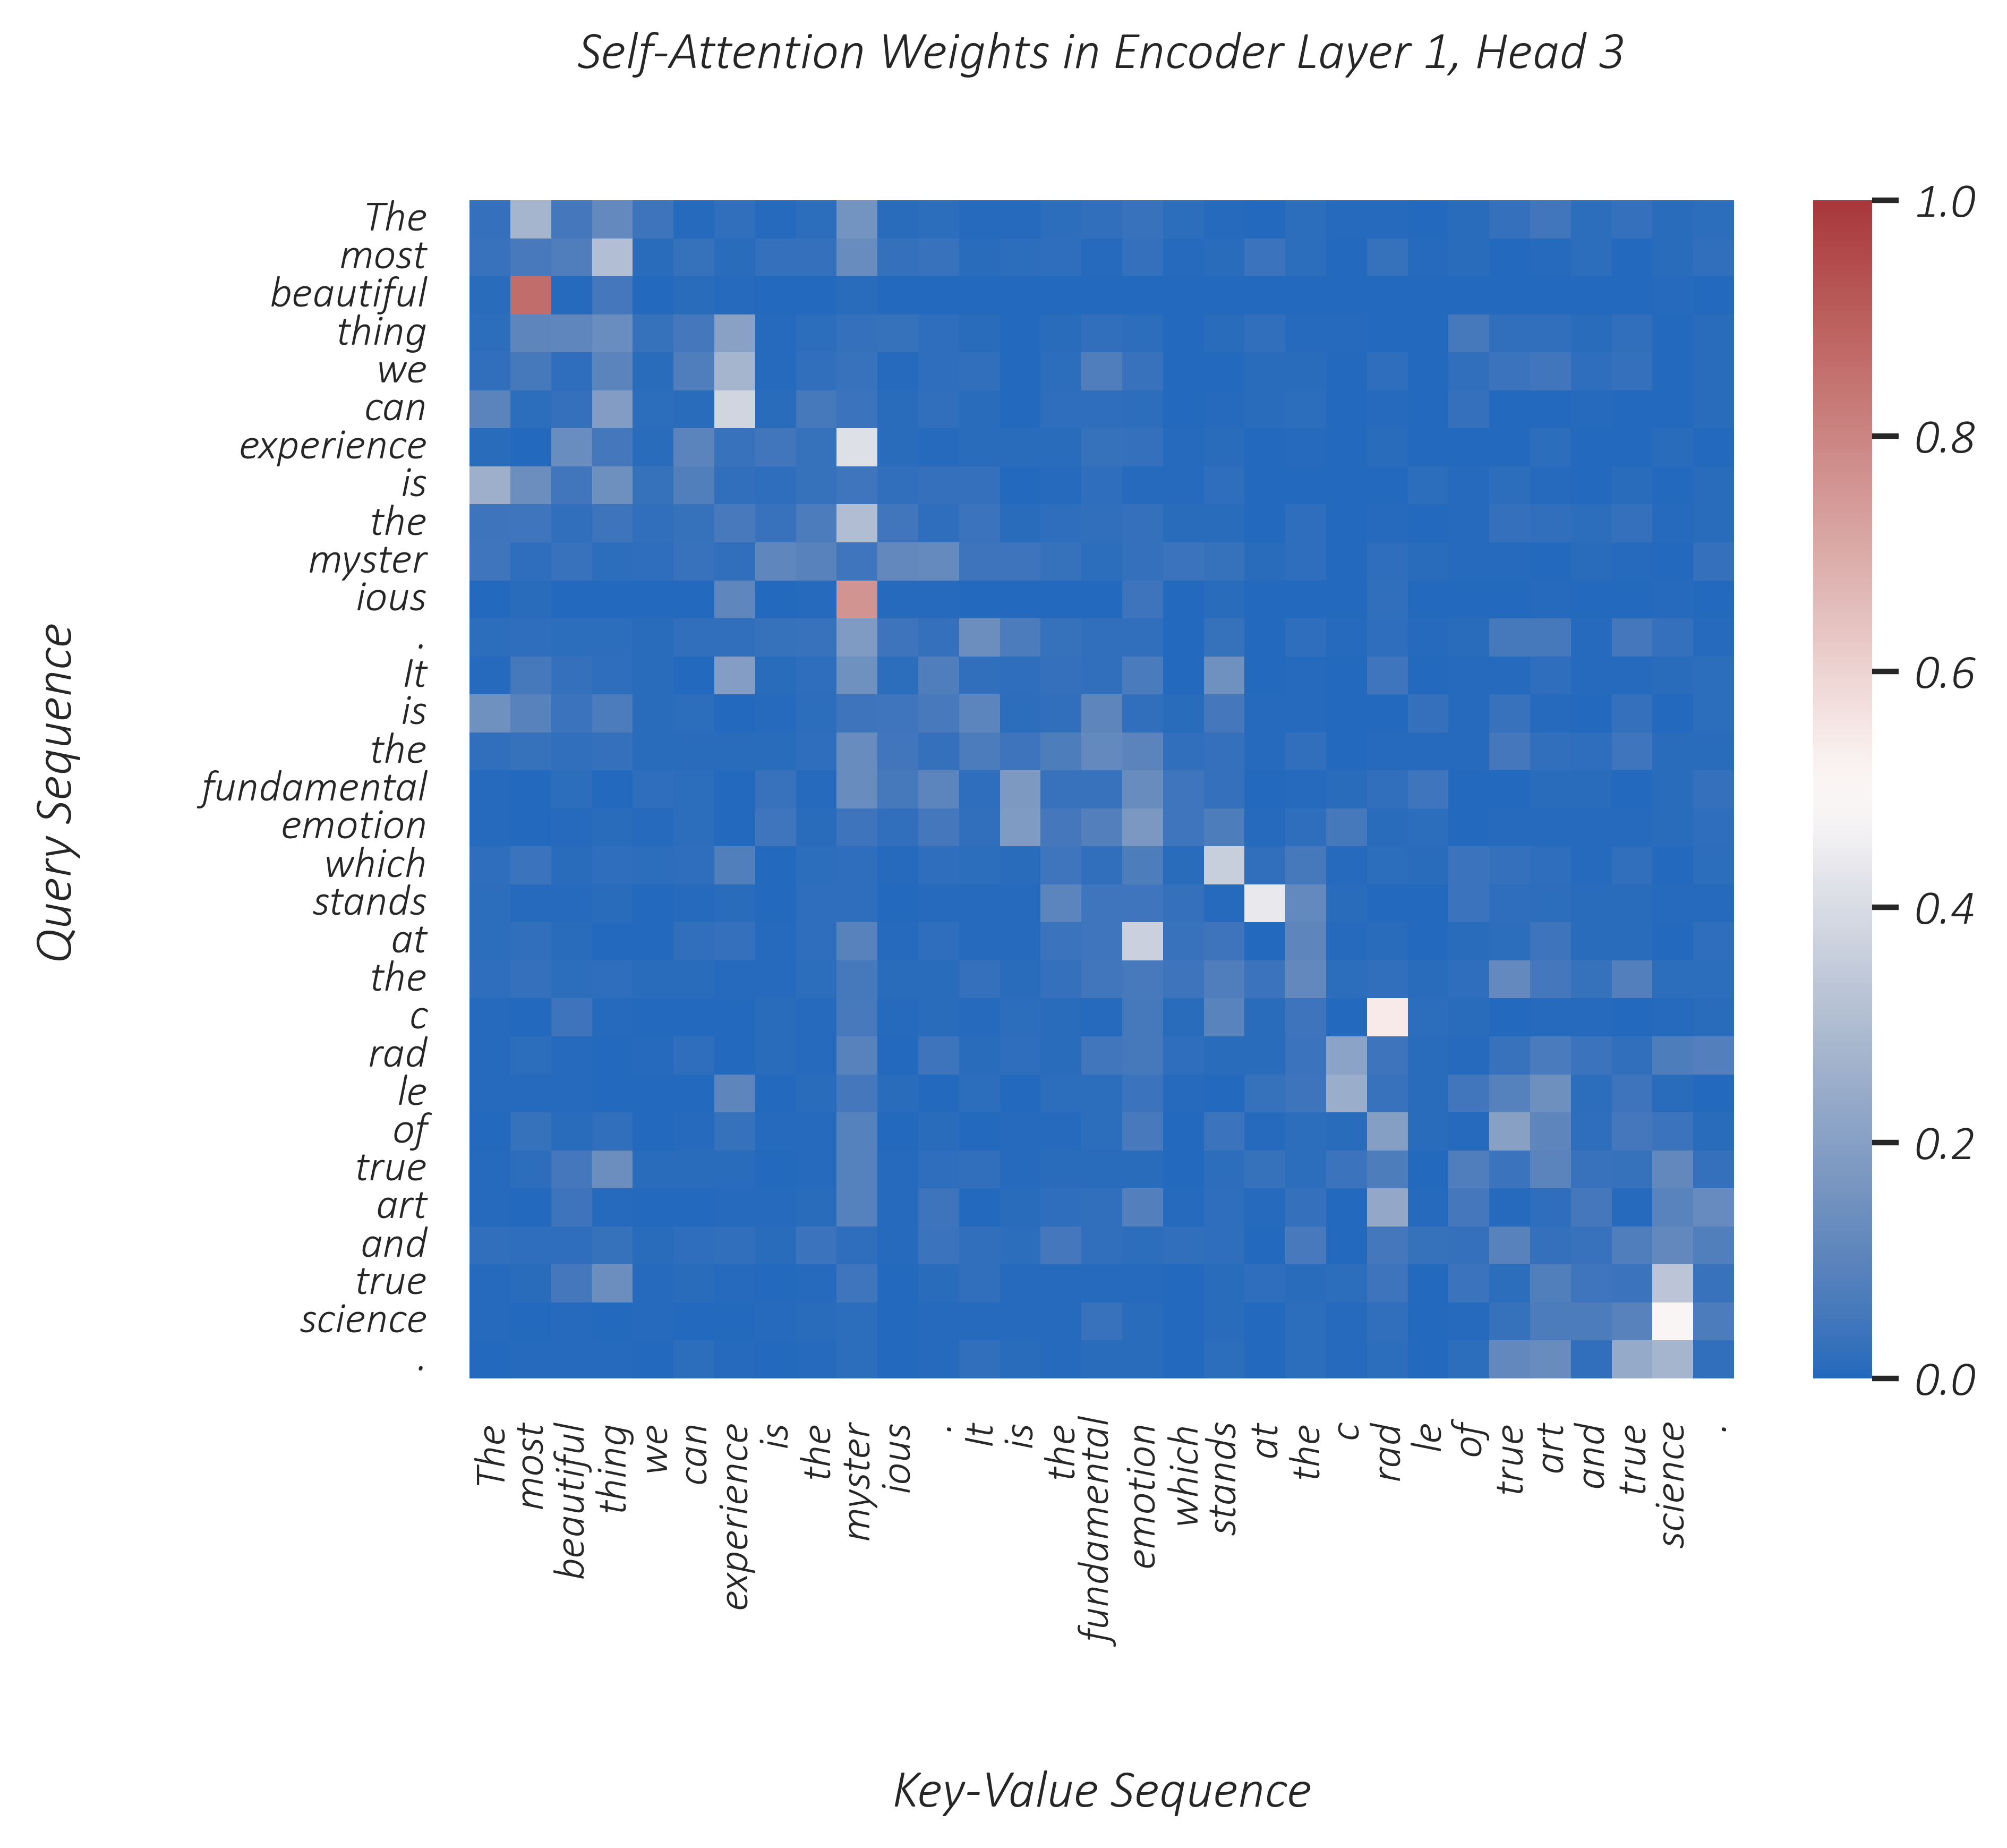 Self-Attention Weights in Encoder Layer 1, Head 3
Query Sequence
The
most
beautiful
thing
we
can
experience
is
the
myster
ious
.
It
is
the
fundamental
emotion
which
stands
at
the
c
rad
le
of
true
art
and
true
science
.
1.0
0.8
0.6
0.4
0.2
0.0
The
most
beautiful
thing
we
can
experience
is
the
myster
ious
.
It
is
the
fundamental
emotion
which
stands
at
the
c
rad
le
of
true
art
and
true
science
.
Key-Value Sequence